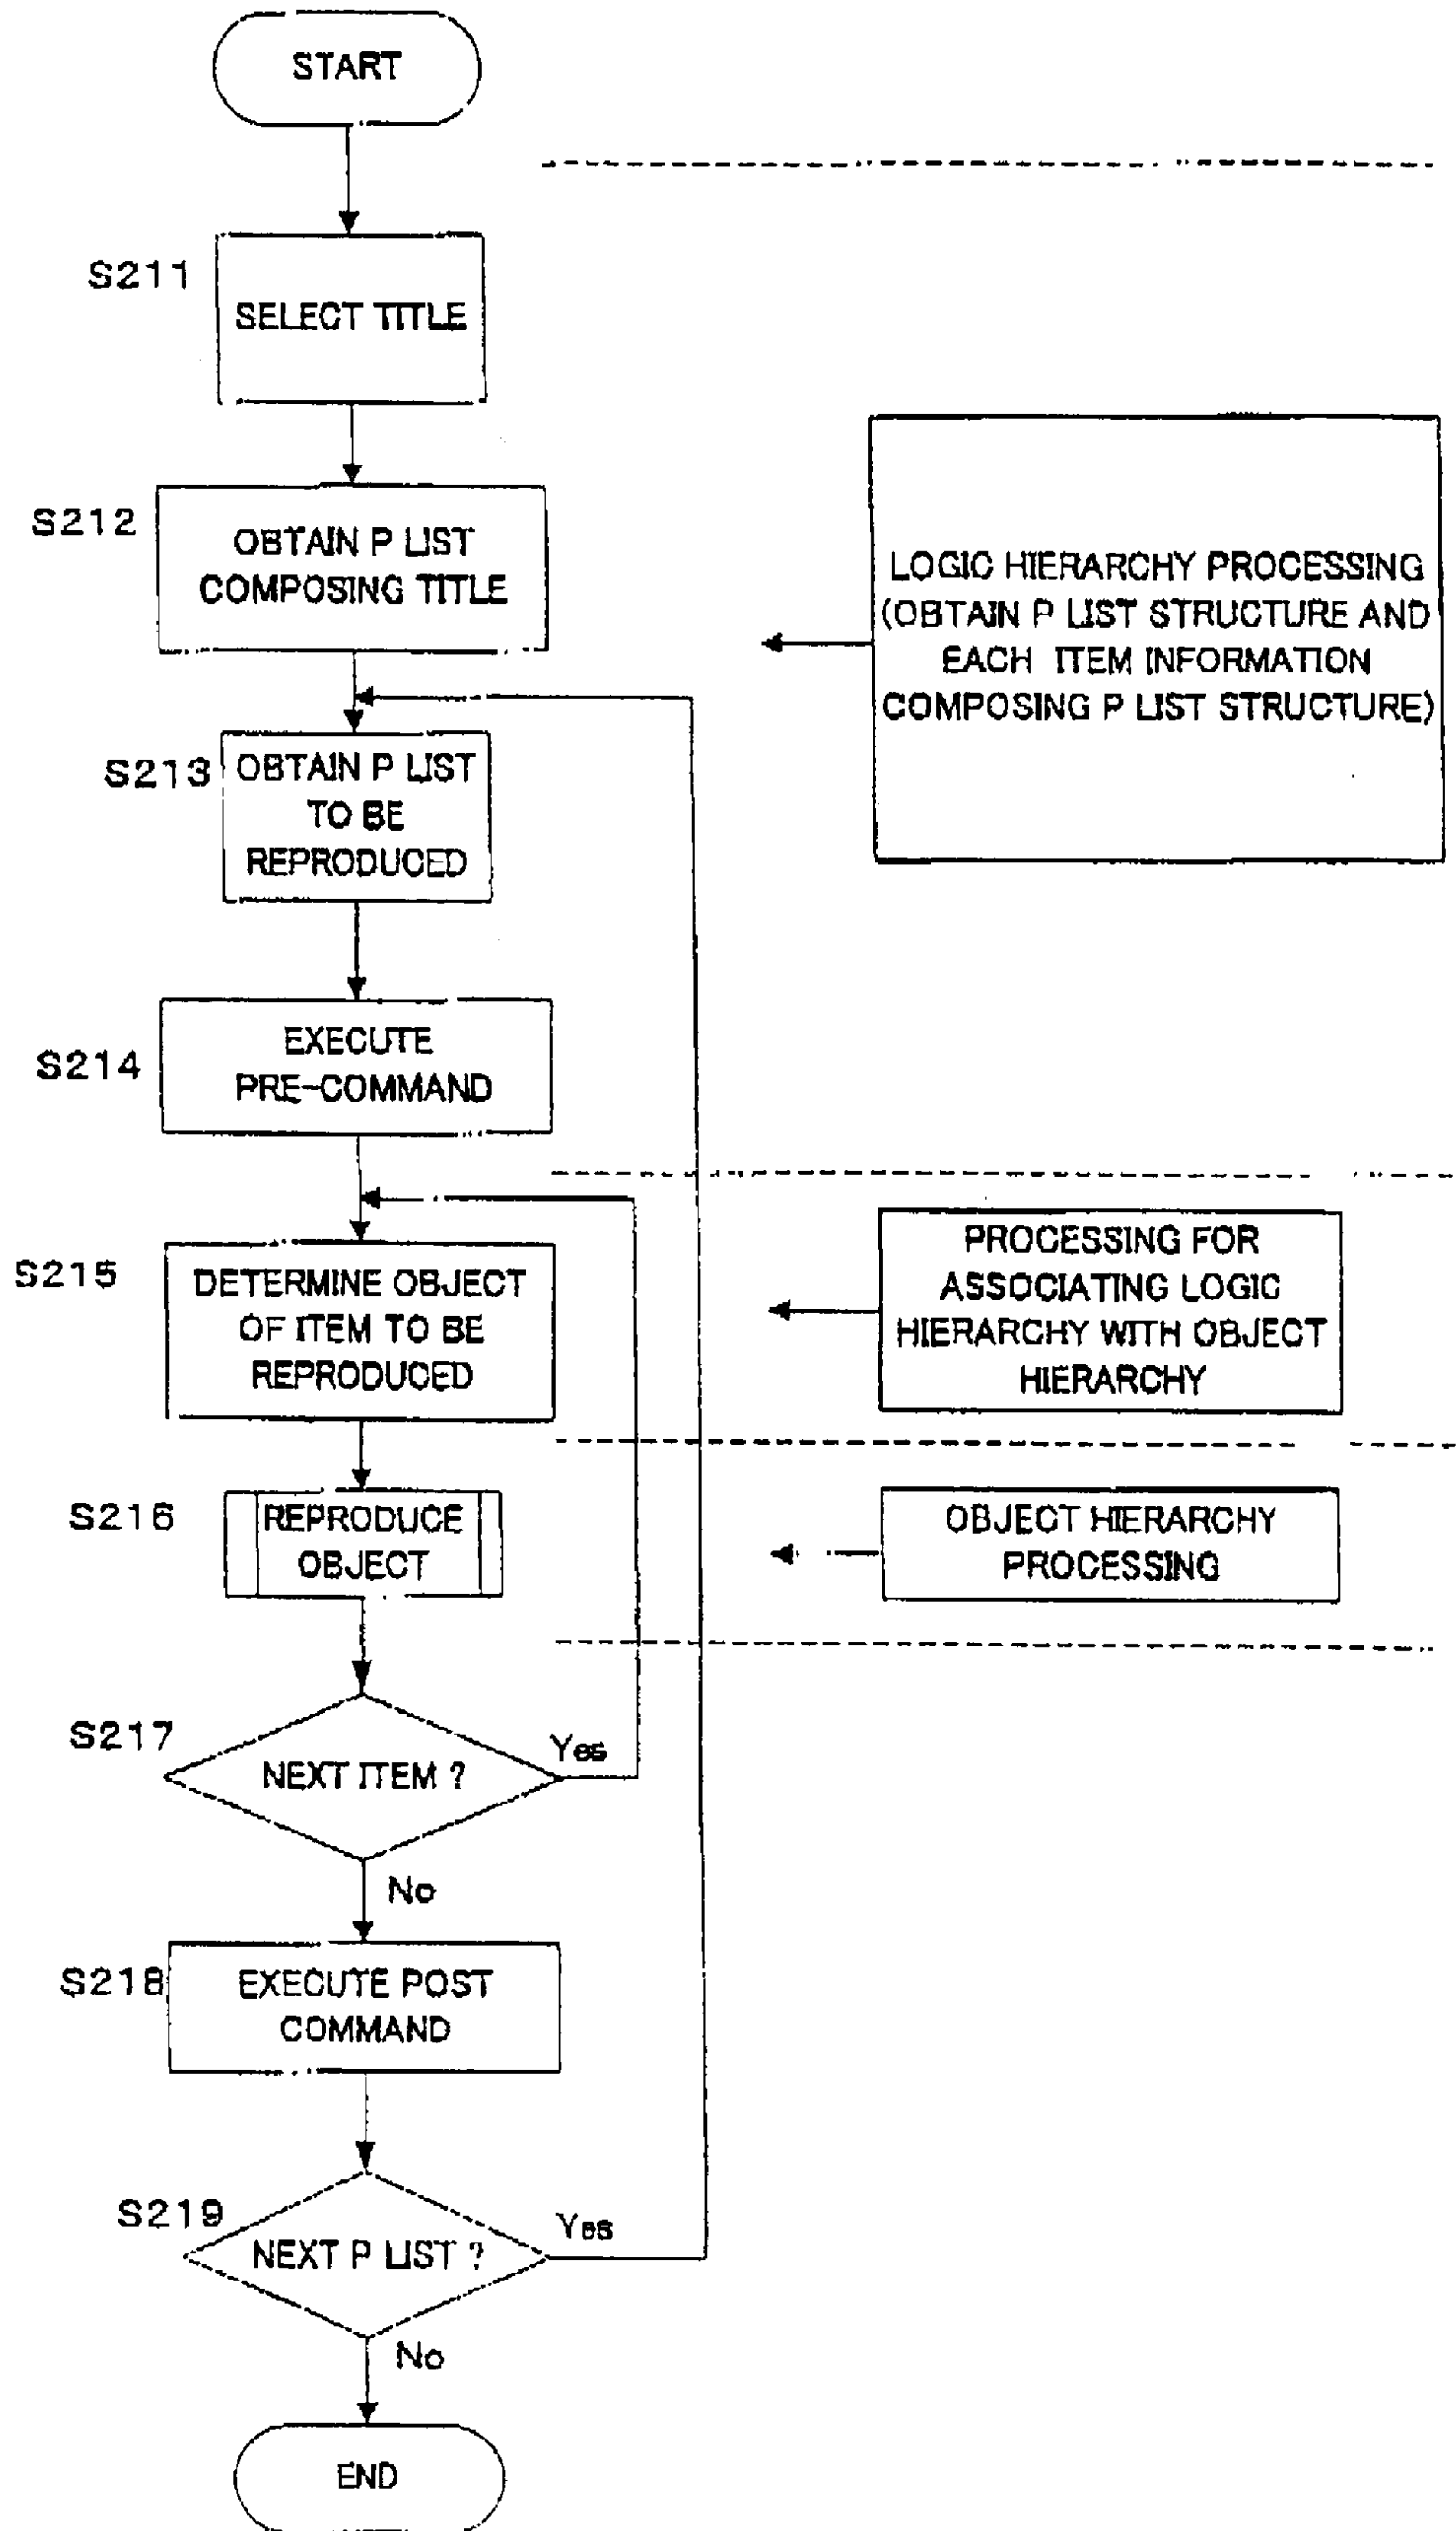 START
S211
SELECT TITLE
S212
OBTAIN P LIST
COMPOSING TITLE
LOGIC HIERARCHY PROCESSING
(OBTAIN P LIST STRUCTURE AND
EACH ITEM INFORMATION
COMPOSING P LIST STRUCTURE)
S213
OBTAIN P LIST
TO BE
REPRODUCED
S214
EXECUTE
PRE-COMMAND
S215
DETERMINE OBJECT
OF ITEM TO BE
REPRODUCED
PROCESSING FOR
ASSOCIATING LOGIC
HIERARCHY WITH OBJECT
HIERARCHY
S216
REPRODUCE
OBJECT
OBJECT HIERARCHY
PROCESSING
S217
NEXT ITEM ?
Yes
No
S218
EXECUTE POST
COMMAND
S219
NEXT P LIST ?
Yes
No
END